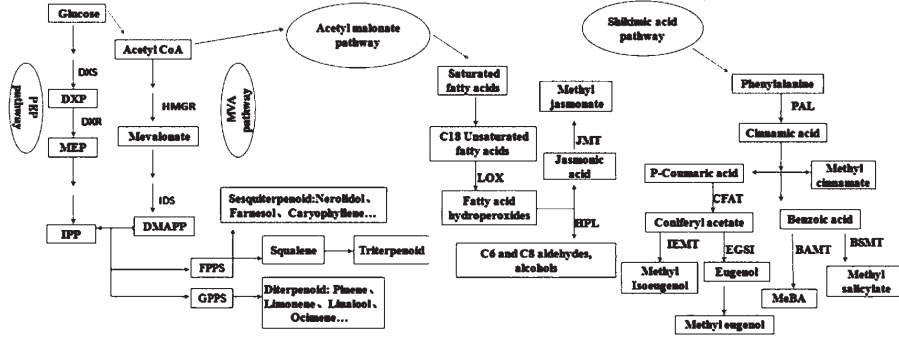 Glucose
Acetyl CoA
DXS
DXP
DXR
MEP
PKP
pathway
HMGR
Mevalonate
MVA
pathway
IDS
IPP
DMAPP
Sesquiterpenoid:Nerolidol、
Farnesol、Caryophyllene…
FPPS
Squalene
Triterpenoid
GPPS
Diterpenoid: Pinene、
Limonene、Linalool、
Ocimene…
Acetyl malonate
pathway
Saturated
fatty acids
C18 Unsaturated
fatty acids
LOX
Fatty acid
hydroperoxides
Methyl
jasmonate
JMT
Jasmonic
acid
HPL
C6 and C8 aldehydes,
alcohols
Shikimic acid
pathway
Phenylalanine
PAL
Cinnamic acid
P-Coumaric acid
Methyl
cinnamate
CFAT
Coniferyl acetate
Benzoic acid
IEMT
EGSI
BAMT
BSMT
Methyl
Isoeugenol
Eugenol
MeBA
Methyl
salicylate
Methyl eugenol